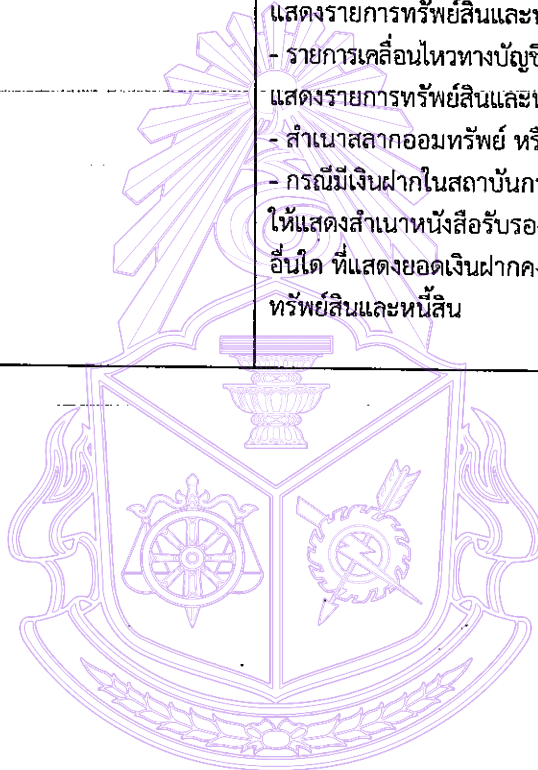 แสดงรายการทรัพย์สินและ
- รายการเคลื่อนไหวทางบัญชี
แสดงรายการทรัพย์สินและ
- สำเนาสลากออมทรัพย์ หรื
- กรณีมีเงินฝากในสถาบันก
ให้แสดงสำเนาหนังสือรับรอ
อื่นใด ที่แสดงยอดเงินฝากค
ทรัพย์สินและหนี้สิน